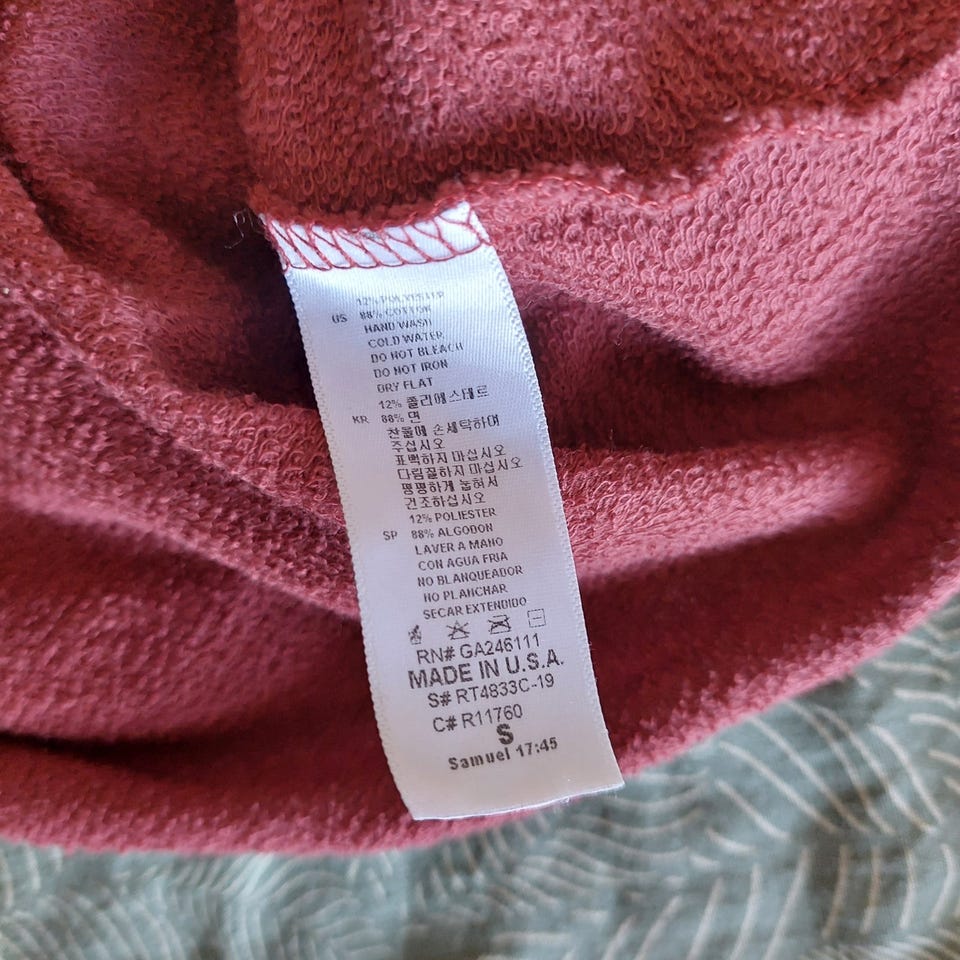 12% POLYESTER
US 88% COTTON
HAND WASH
COLD WATER
DO NOT BLEACH
DO NOT IRON
DRY FLAT
12% 폴리에스테르
KR 88% 면
찬물에 손세탁하여
주십시오
표백하지 마십시오
다림질하지 마십시오
평평하게 눕혀서
건조하십시오
12% POLIESTER
SP 88% ALGODON
LAVER A MANO
CON AGUA FRIA
NO BLANQUEADOR
NO PLANCHAR
SECAR EXTENDIDO
RN# GA246111
MADE IN U.S.A.
S# RT4833C-19
C# R11760
S
Samuel 17:45